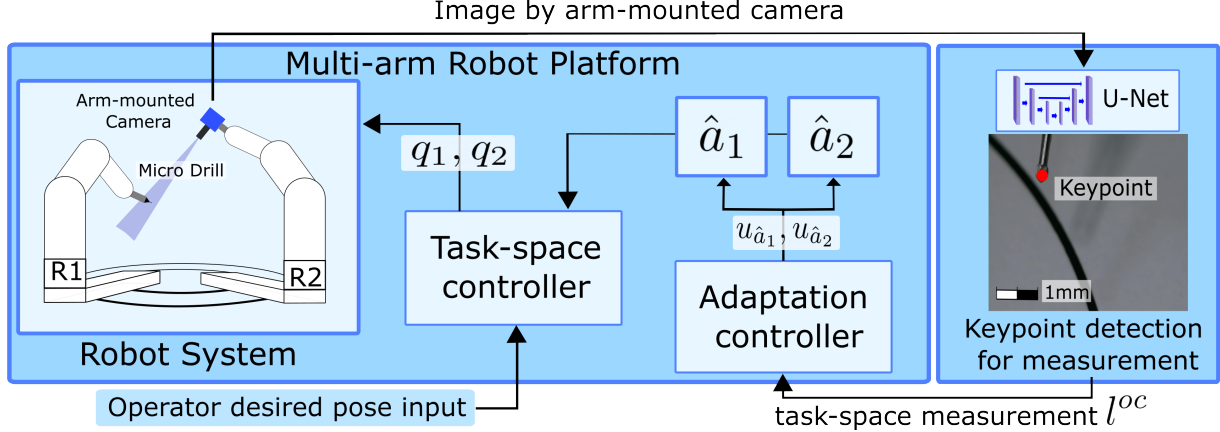 Image by arm-mounted camera
Multi-arm Robot Platform
Arm-mounted
Camera
Micro Drill
R1
R2
Robot System
q₁, q₂
Task-space
controller
â₁
â₂
u_â₁, u_â₂
Adaptation
controller
U-Net
Keypoint
1mm
Keypoint detection
for measurement
Operator desired pose input
task-space measurement l^oc